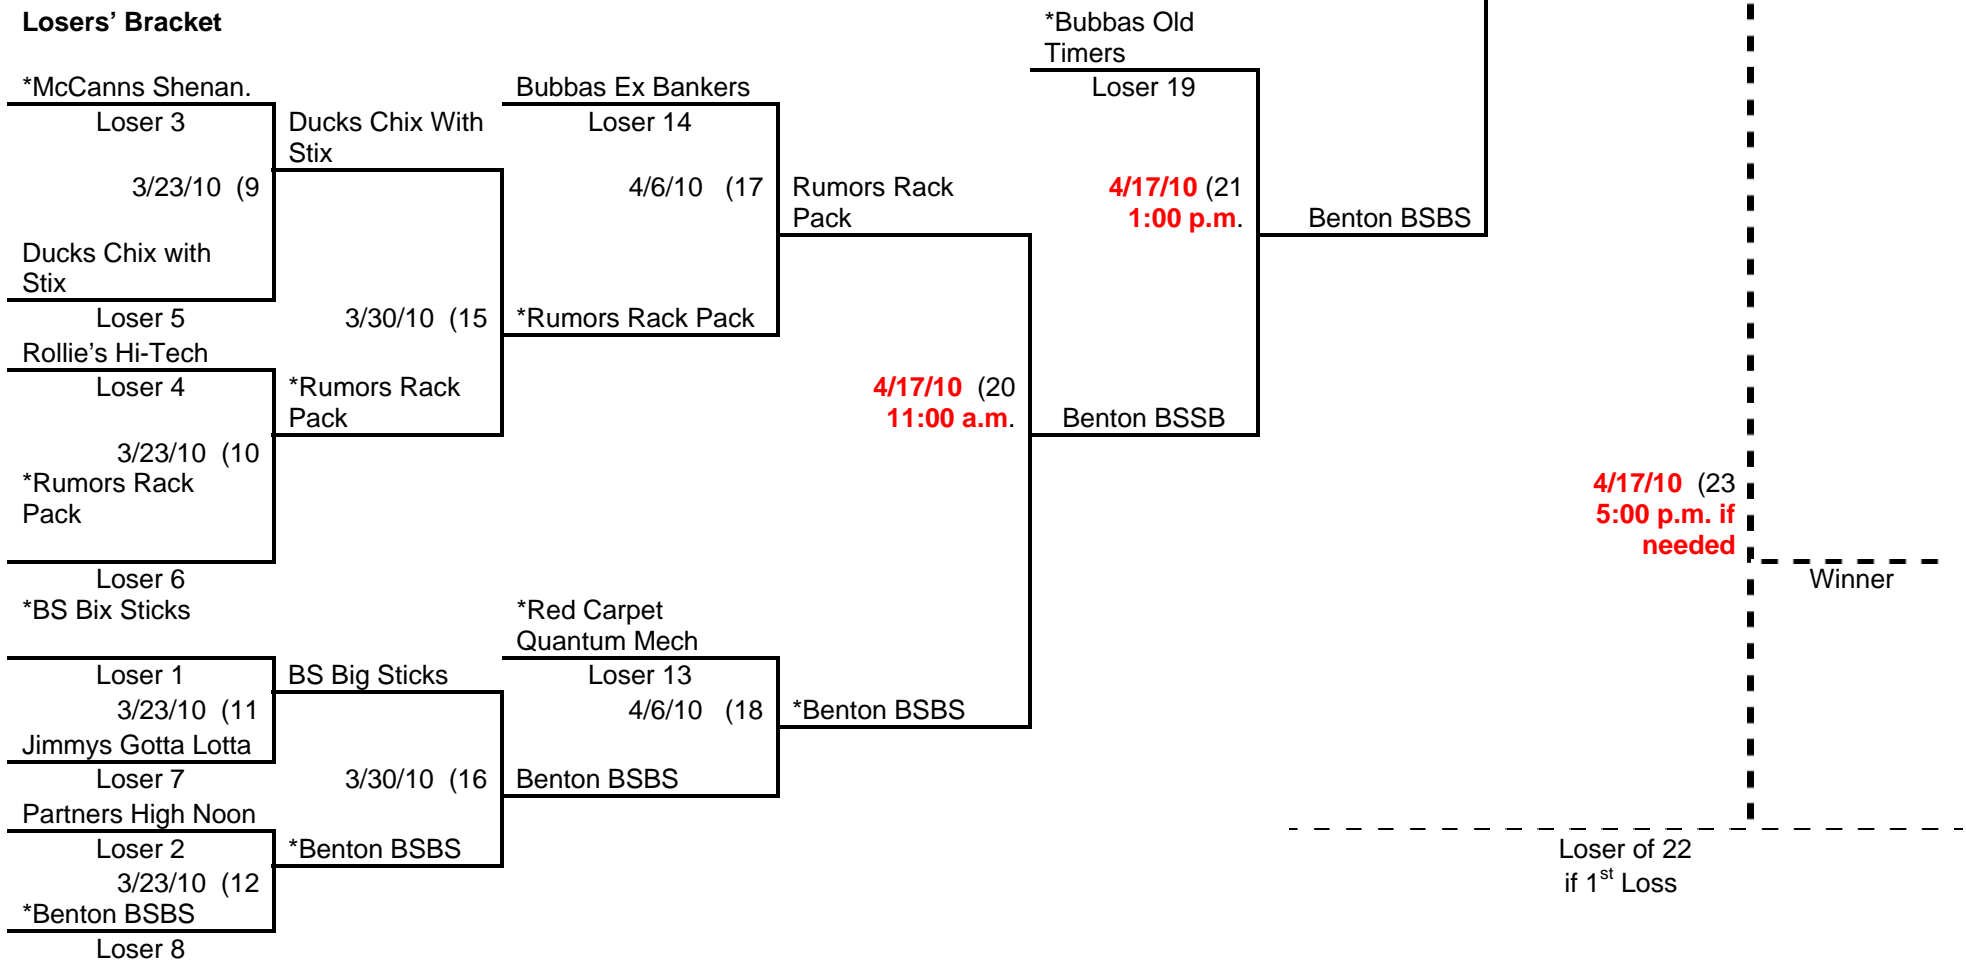 Losers’ Bracket
*McCanns Shenan.
Loser 3
3/23/10 (9
Ducks Chix with
Stix
Loser 5
Rollie’s Hi-Tech
Loser 4
3/23/10 (10
*Rumors Rack
Pack
Loser 6
*BS Bix Sticks
Loser 1
3/23/10 (11
Jimmys Gotta Lotta
Loser 7
Partners High Noon
Loser 2
3/23/10 (12
*Benton BSBS
Loser 8
Ducks Chix With
Stix
3/30/10 (15
*Rumors Rack
Pack
BS Big Sticks
3/30/10 (16
*Benton BSBS
Bubbas Ex Bankers
Loser 14
4/6/10 (17
*Rumors Rack Pack
*Red Carpet
Quantum Mech
Loser 13
4/6/10 (18
Benton BSBS
Rumors Rack
Pack
4/17/10 (20
11:00 a.m.
*Benton BSBS
*Bubbas Old
Timers
Loser 19
4/17/10 (21
1:00 p.m.
Benton BSSB
Benton BSBS
4/17/10 (23
5:00 p.m. if
needed
Winner
Loser of 22
if 1st Loss